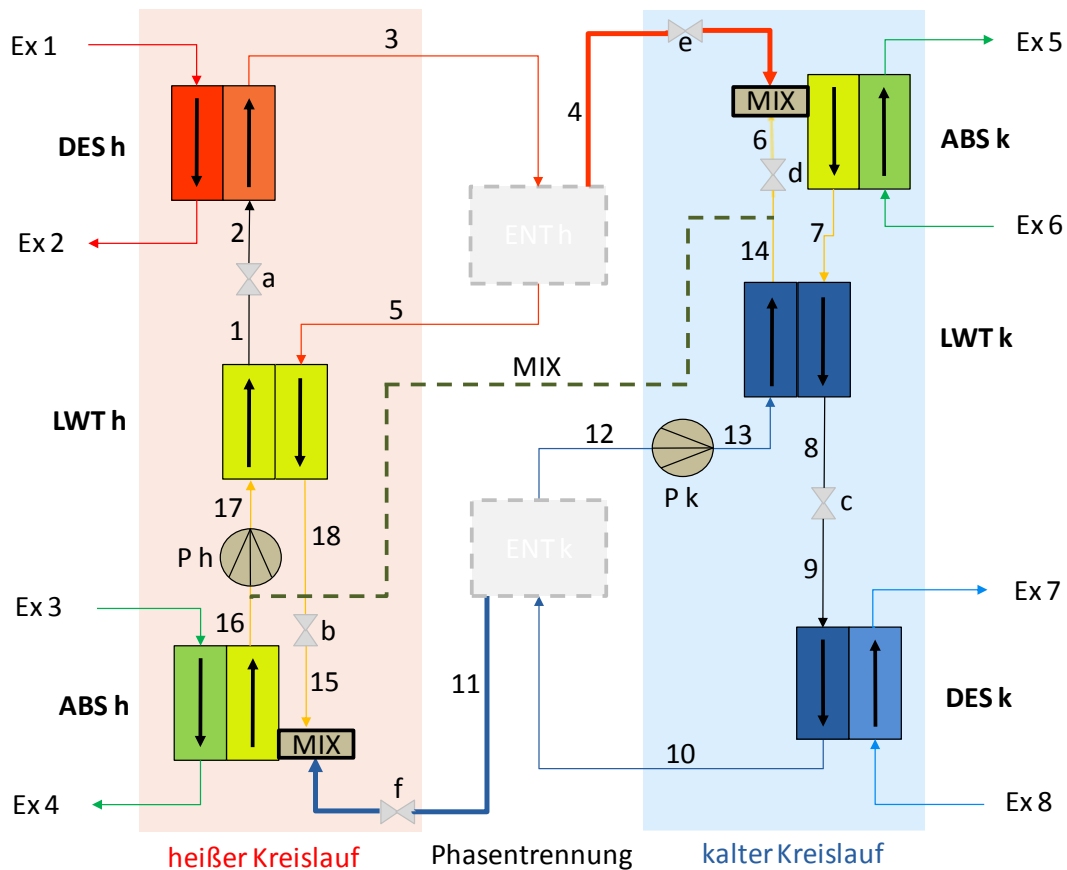 Ex 1
3
e
Ex 5
MIX
4
DES h
6
ABS k
d
ENT h
Ex 2
2
7
Ex 6
14
a
5
1
LWT k
MIX
LWT h
12
13
8
17
P k
c
18
P h
ENT k
9
Ex 3
Ex 7
16
b
11
15
ABS h
DES k
MIX
10
Ex 4
f
Ex 8
heißer Kreislauf
Phasentrennung
kalter Kreislauf